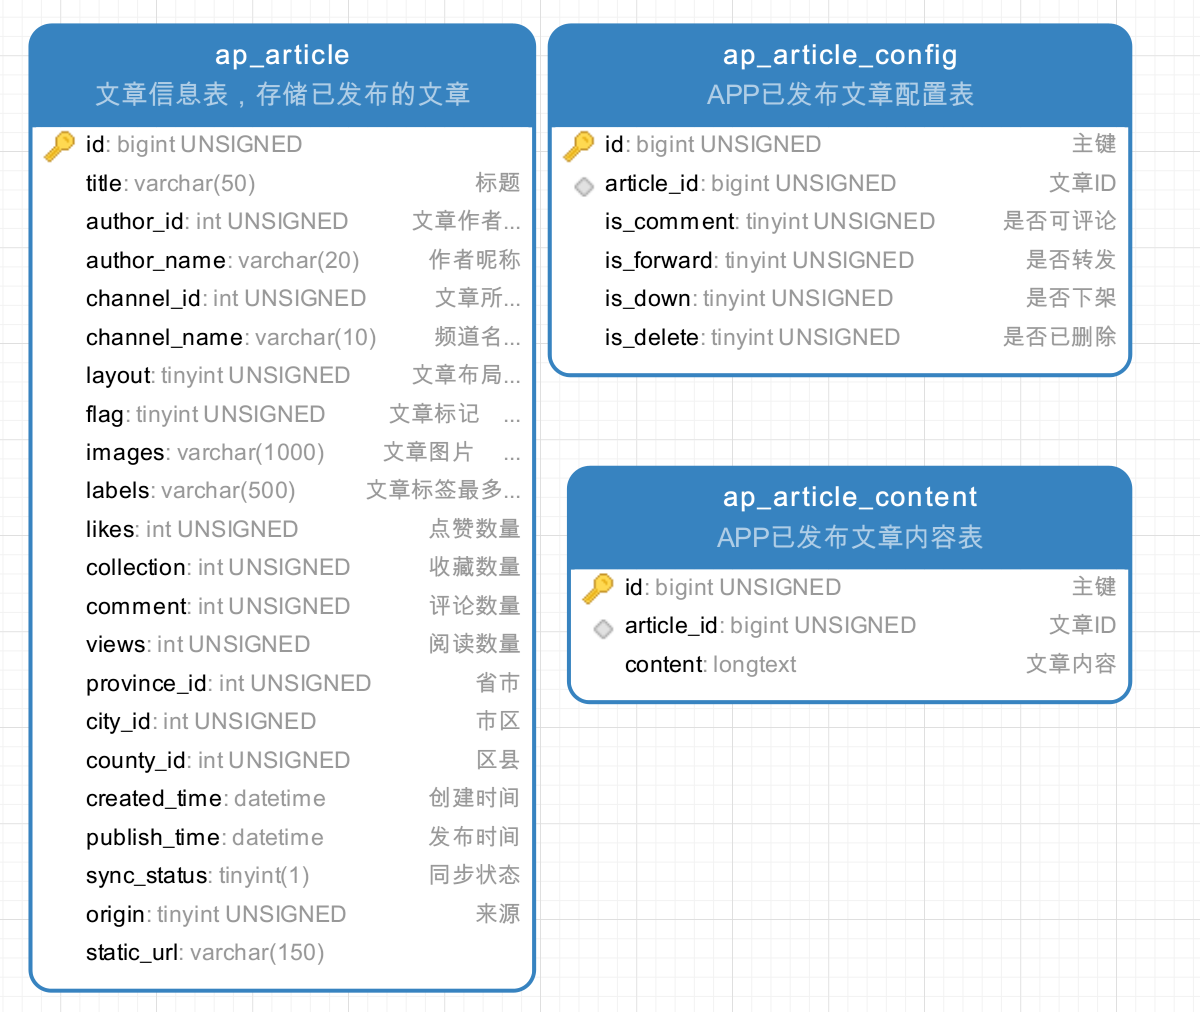 ap_article
文章信息表，存储已发布的文章
id: bigint UNSIGNED
title: varchar(50) 标题
author_id: int UNSIGNED 文章作者...
author_name: varchar(20) 作者昵称
channel_id: int UNSIGNED 文章所...
channel_name: varchar(10) 频道名...
layout: tinyint UNSIGNED 文章布局...
flag: tinyint UNSIGNED 文章标记 ...
images: varchar(1000) 文章图片 ...
labels: varchar(500) 文章标签最多...
likes: int UNSIGNED 点赞数量
collection: int UNSIGNED 收藏数量
comment: int UNSIGNED 评论数量
views: int UNSIGNED 阅读数量
province_id: int UNSIGNED 省市
city_id: int UNSIGNED 市区
county_id: int UNSIGNED 区县
created_time: datetime 创建时间
publish_time: datetime 发布时间
sync_status: tinyint(1) 同步状态
origin: tinyint UNSIGNED 来源
static_url: varchar(150)
ap_article_config
APP已发布文章配置表
id: bigint UNSIGNED 主键
article_id: bigint UNSIGNED 文章ID
is_comment: tinyint UNSIGNED 是否可评论
is_forward: tinyint UNSIGNED 是否转发
is_down: tinyint UNSIGNED 是否下架
is_delete: tinyint UNSIGNED 是否已删除
ap_article_content
APP已发布文章内容表
id: bigint UNSIGNED 主键
article_id: bigint UNSIGNED 文章ID
content: longtext 文章内容